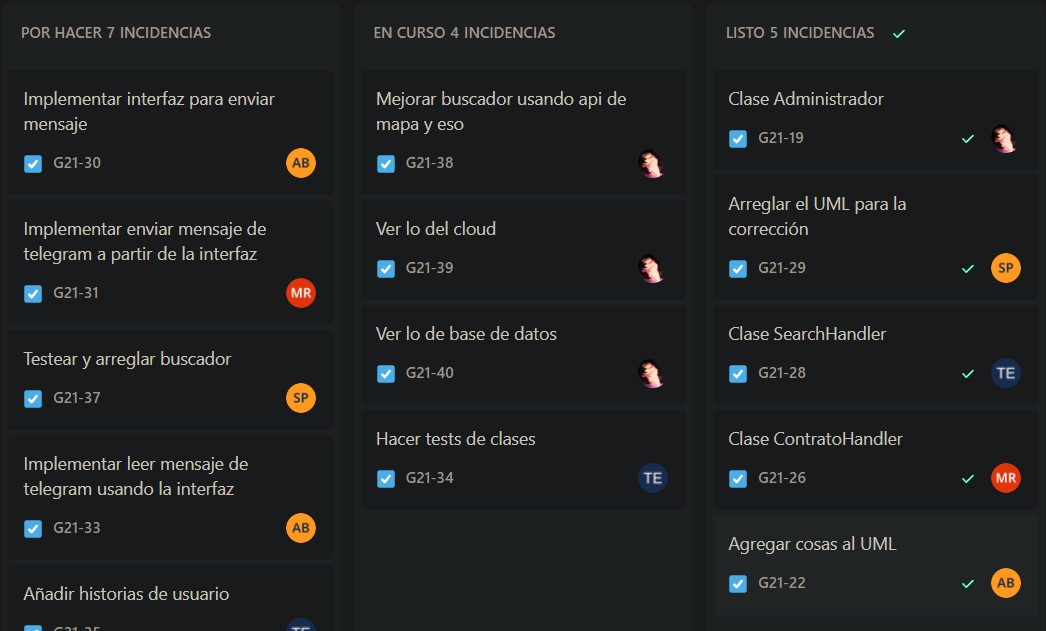 POR HACER 7 INCIDENCIAS
Implementar interfaz para enviar
mensaje
G21-30
AB
Implementar enviar mensaje de
telegram a partir de la interfaz
G21-31
MR
Testear y arreglar buscador
G21-37
SP
Implementar leer mensaje de
telegram usando la interfaz
G21-33
AB
Añadir historias de usuario
G21-35
TE
EN CURSO 4 INCIDENCIAS
Mejorar buscador usando api de
mapa y eso
G21-38
Ver lo del cloud
G21-39
Ver lo de base de datos
G21-40
Hacer tests de clases
G21-34
TE
LISTO 5 INCIDENCIAS
Clase Administrador
G21-19
Arreglar el UML para la
corrección
G21-29
SP
Clase SearchHandler
G21-28
TE
Clase ContratoHandler
G21-26
MR
Agregar cosas al UML
G21-22
AB